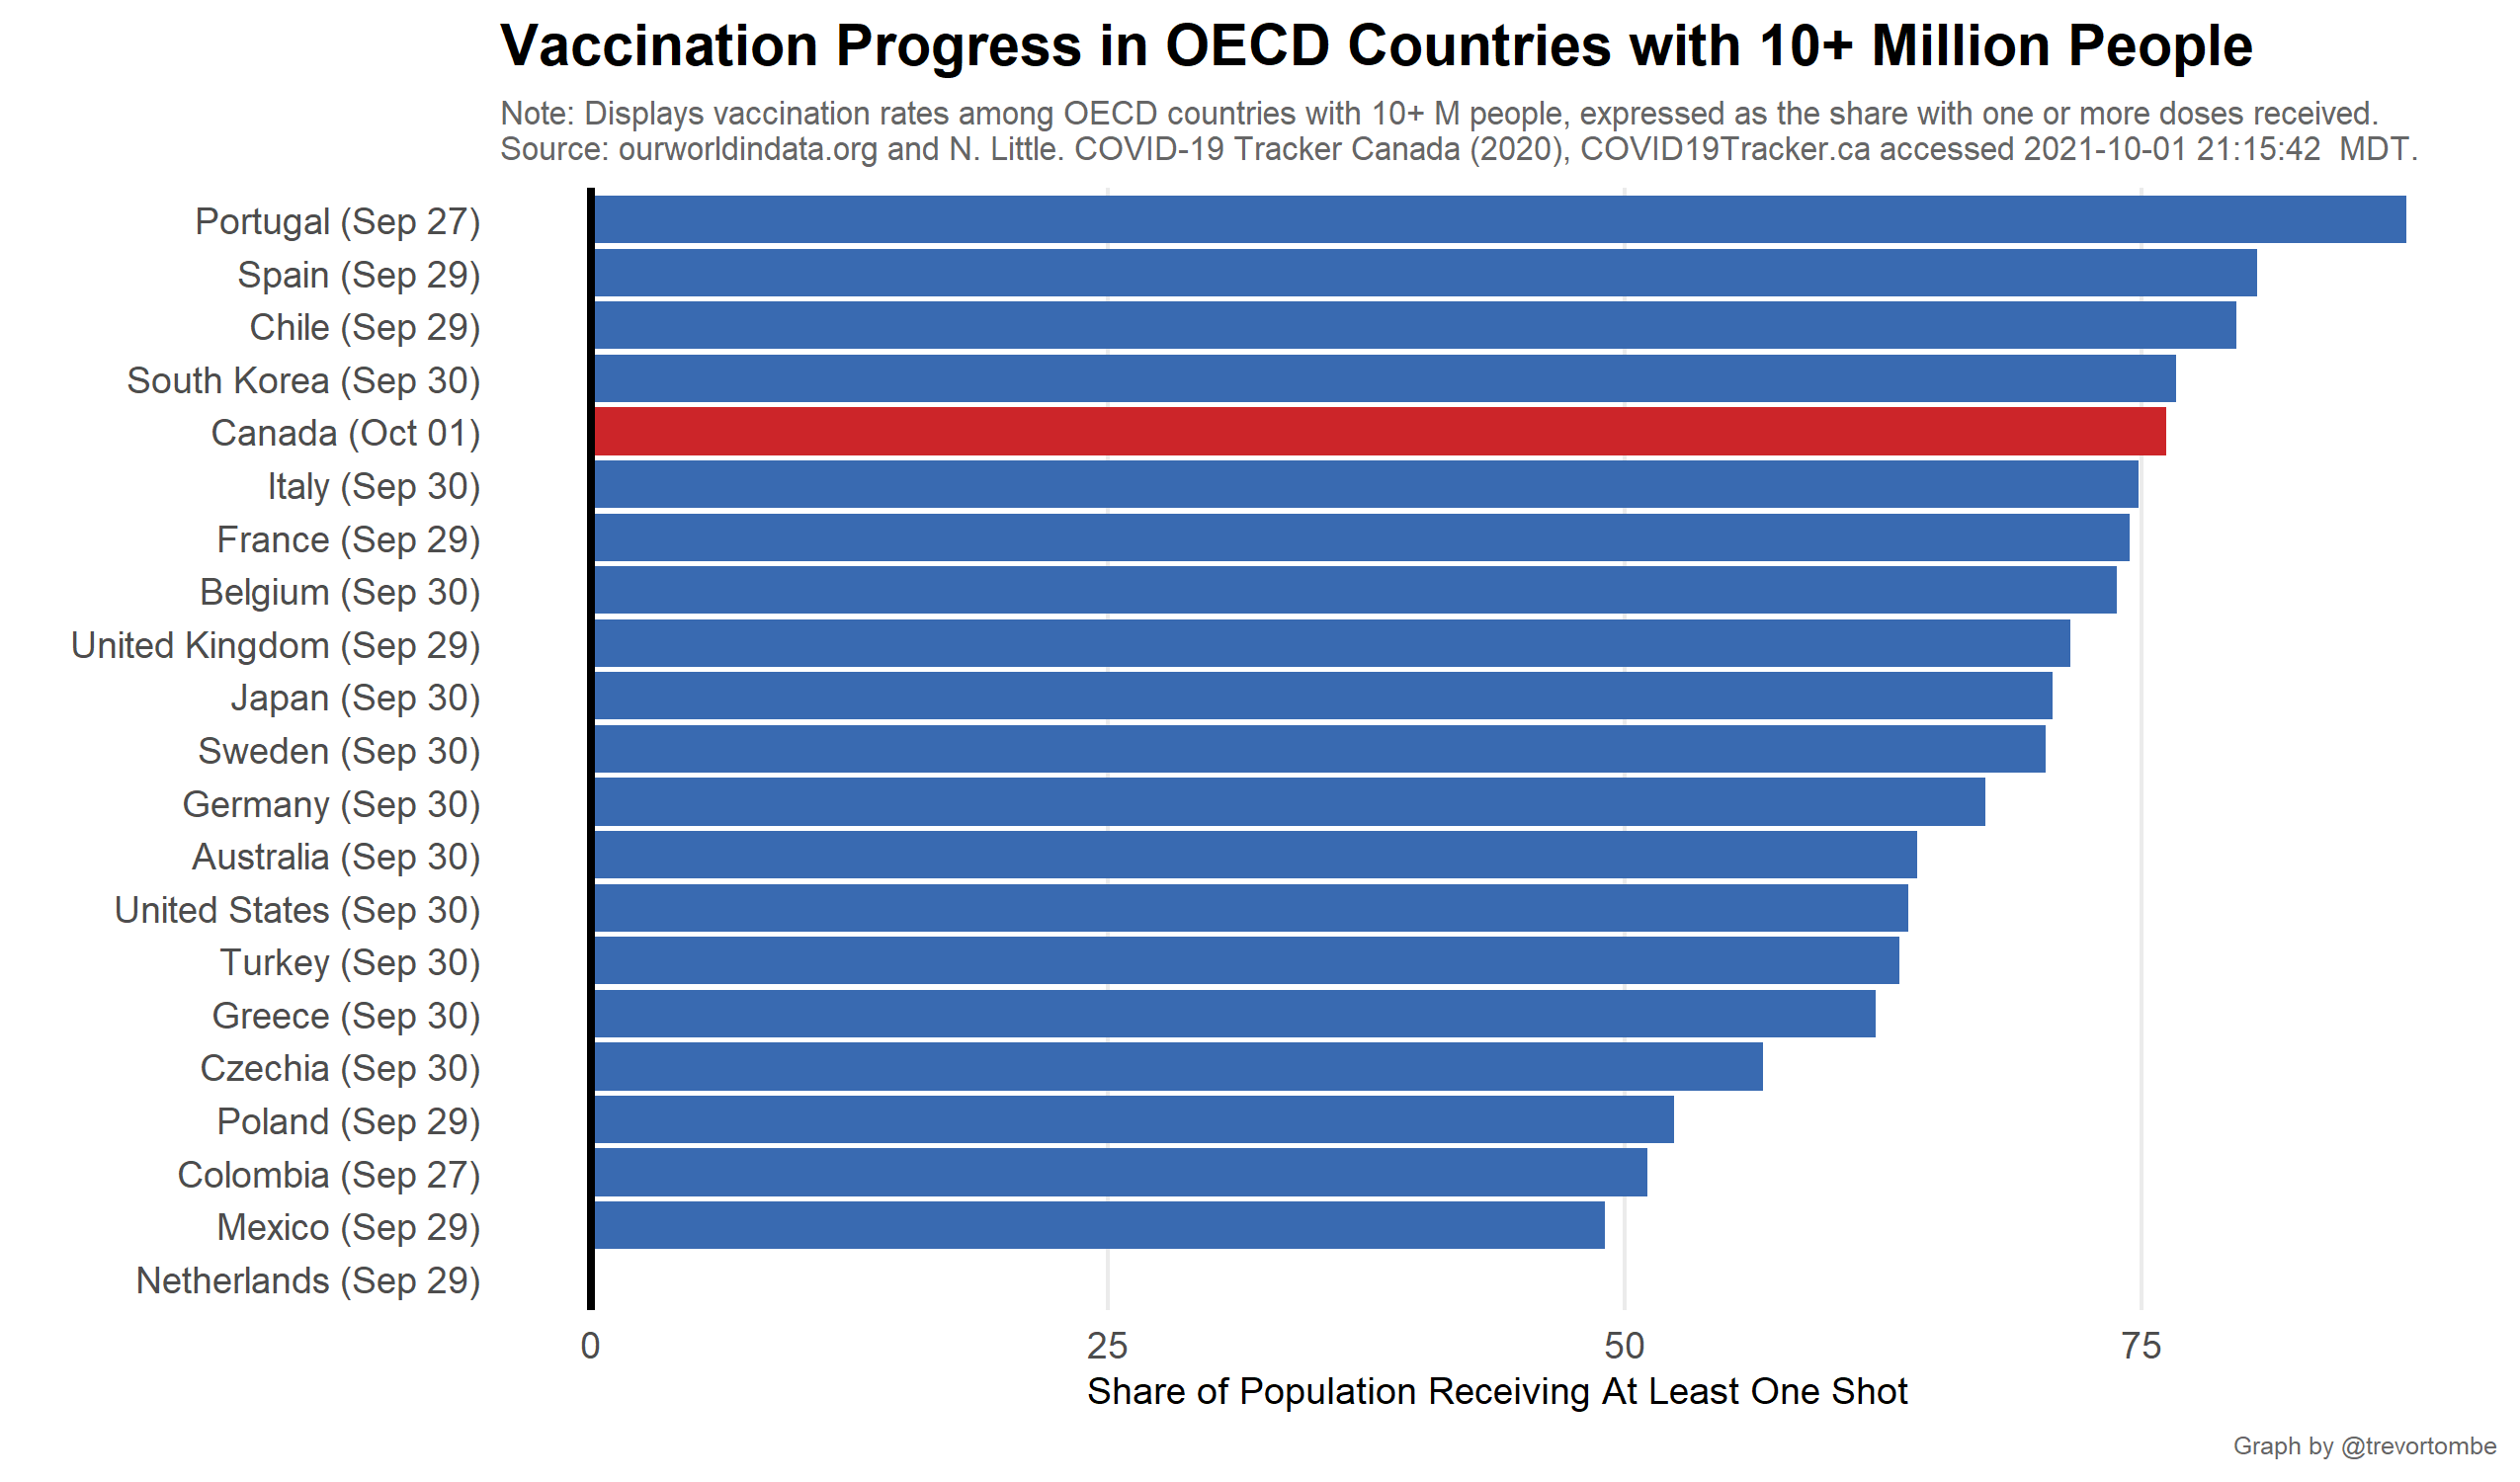 Vaccination Progress in OECD Countries with 10+ Million People
Note: Displays vaccination rates among OECD countries with 10+ M people, expressed as the share with one or more doses received.
Source: ourworldindata.org and N. Little. COVID-19 Tracker Canada (2020), COVID19Tracker.ca accessed 2021-10-01 21:15:42  MDT.
Portugal (Sep 27)
Spain (Sep 29)
Chile (Sep 29)
South Korea (Sep 30)
Canada (Oct 01)
Italy (Sep 30)
France (Sep 29)
Belgium (Sep 30)
United Kingdom (Sep 29)
Japan (Sep 30)
Sweden (Sep 30)
Germany (Sep 30)
Australia (Sep 30)
United States (Sep 30)
Turkey (Sep 30)
Greece (Sep 30)
Czechia (Sep 30)
Poland (Sep 29)
Colombia (Sep 27)
Mexico (Sep 29)
Netherlands (Sep 29)
0 25 50 75
Share of Population Receiving At Least One Shot
Graph by @trevortombe